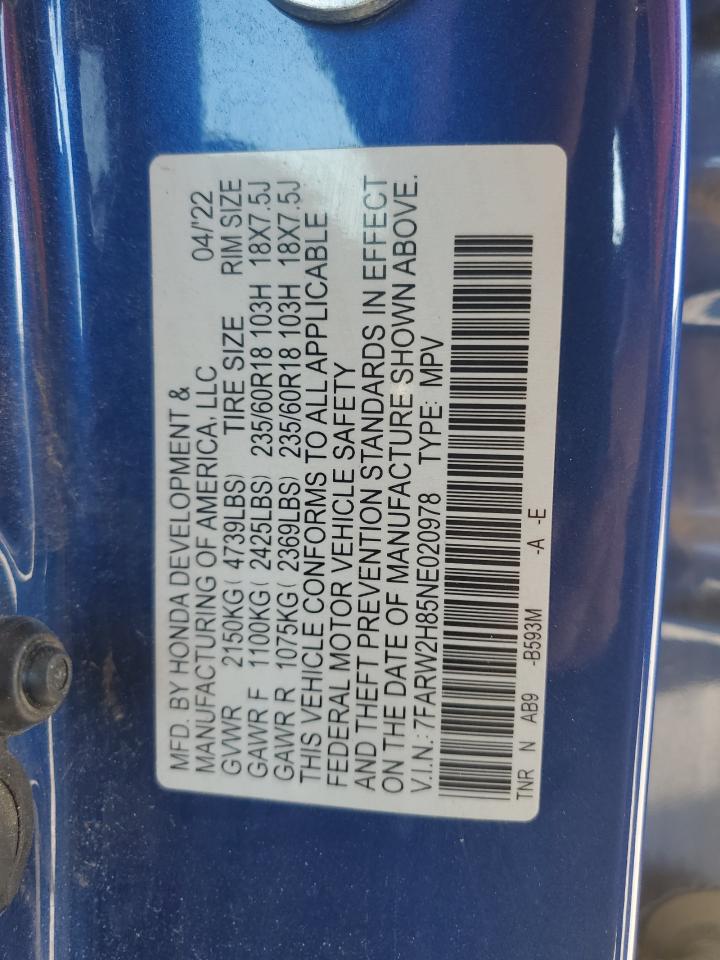 MFD. BY HONDA DEVELOPMENT &
MANUFACTURING OF AMERICA, LLC 04/'22
GVWR 2150KG( 4739LBS) TIRE SIZE RIM SIZE
GAWR F 1100KG( 2425LBS) 235/60R18 103H 18X7.5J
GAWR R 1075KG( 2369LBS) 235/60R18 103H 18X7.5J
THIS VEHICLE CONFORMS TO ALL APPLICABLE
FEDERAL MOTOR VEHICLE SAFETY
AND THEFT PREVENTION STANDARDS IN EFFECT
ON THE DATE OF MANUFACTURE SHOWN ABOVE.
V.I.N.: 7FARW2H85NE020978 TYPE: MPV
TNR N AB9 -B593M -A -E